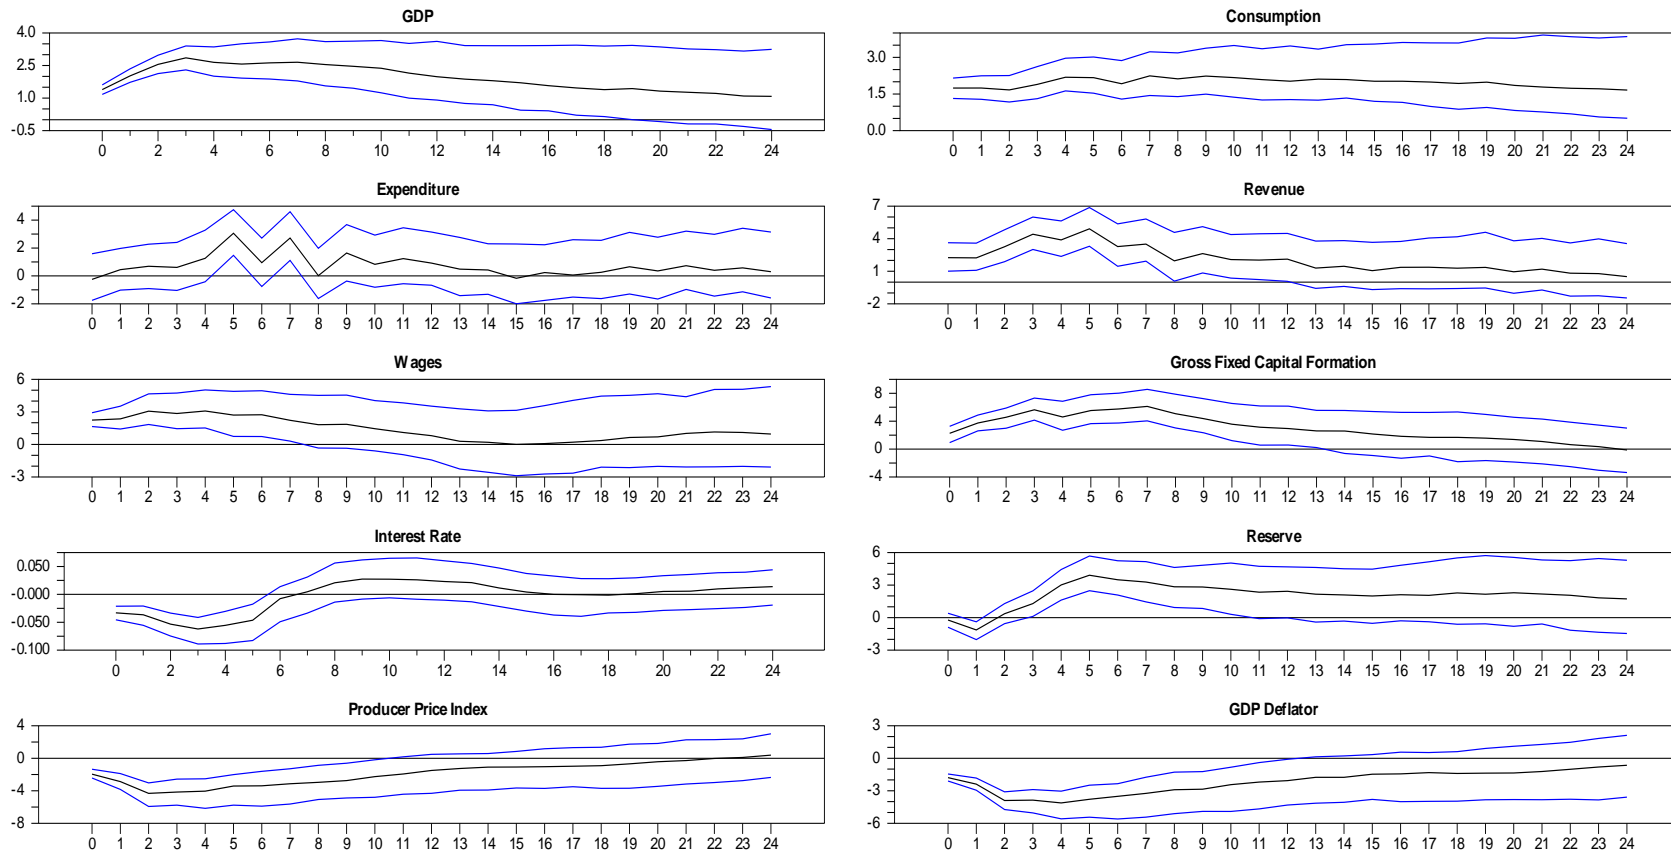 GDP
4.0
2.5
1.0
-0.5
0 2 4 6 8 10 12 14 16 18 20 22 24
Consumption
3.0
1.5
0.0
0 1 2 3 4 5 6 7 8 9 10 11 12 13 14 15 16 17 18 19 20 21 22 23 24
Expenditure
4
2
0
-2
0 1 2 3 4 5 6 7 8 9 10 11 12 13 14 15 16 17 18 19 20 21 22 23 24
Revenue
7
4
1
-2
0 1 2 3 4 5 6 7 8 9 10 11 12 13 14 15 16 17 18 19 20 21 22 23 24
Wages
6
3
0
-3
0 1 2 3 4 5 6 7 8 9 10 11 12 13 14 15 16 17 18 19 20 21 22 23 24
Gross Fixed Capital Formation
8
4
0
-4
0 1 2 3 4 5 6 7 8 9 10 11 12 13 14 15 16 17 18 19 20 21 22 23 24
Interest Rate
0.050
-0.000
-0.050
-0.100
0 2 4 6 8 10 12 14 16 18 20 22 24
Reserve
6
3
0
-3
0 1 2 3 4 5 6 7 8 9 10 11 12 13 14 15 16 17 18 19 20 21 22 23 24
Producer Price Index
4
0
-4
-8
0 1 2 3 4 5 6 7 8 9 10 11 12 13 14 15 16 17 18 19 20 21 22 23 24
GDP Deflator
3
0
-3
-6
0 1 2 3 4 5 6 7 8 9 10 11 12 13 14 15 16 17 18 19 20 21 22 23 24